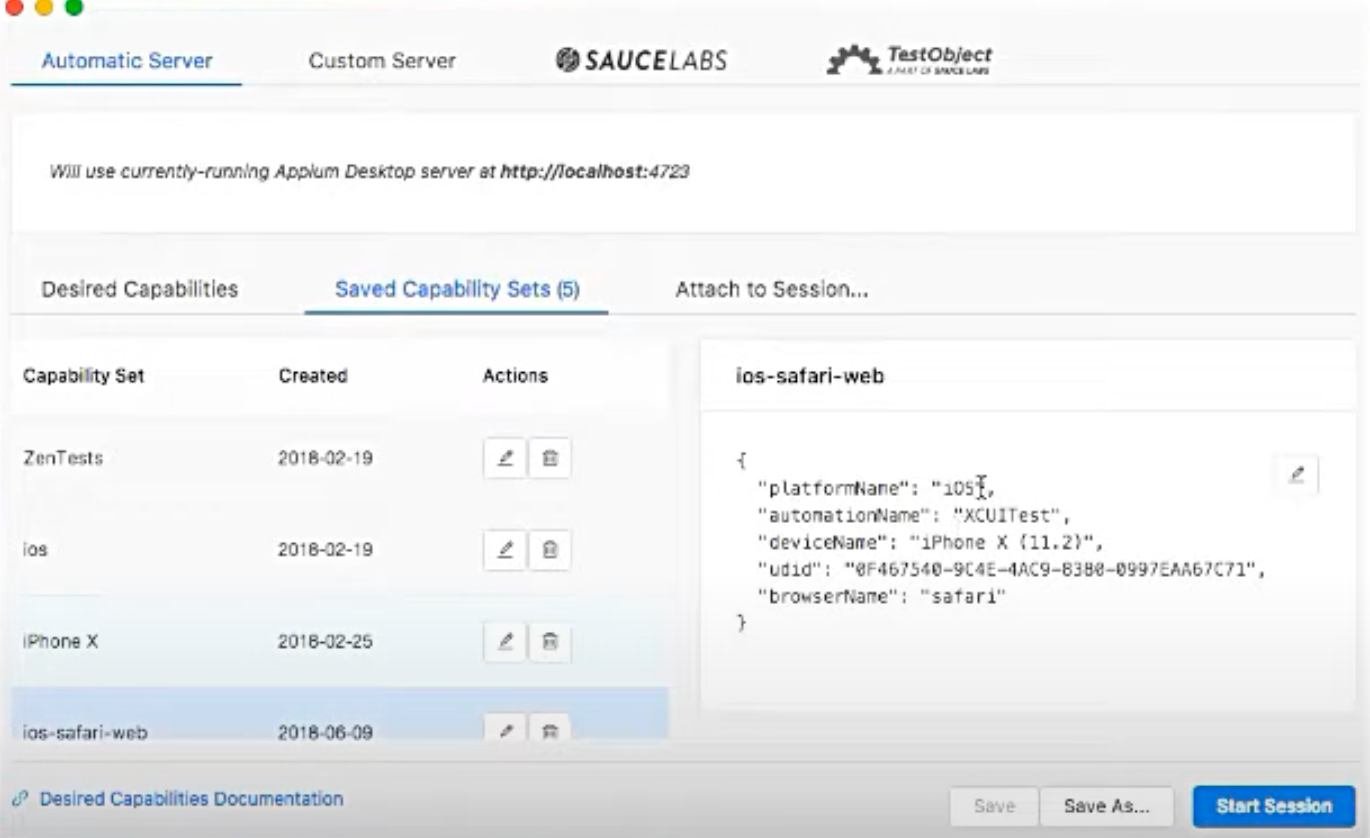 Automatic Server
Custom Server
SAUCELABS
TestObject
A PART OF SAUCE LABS
Will use currently-running Appium Desktop server at http://localhost:4723
Desired Capabilities
Saved Capability Sets (5)
Attach to Session...
Capability Set Created Actions
ZenTests 2018-02-19
ios 2018-02-19
iPhone X 2018-02-25
ios-safari-web 2018-06-09
ios-safari-web
{
"platformName": "iOS",
"automationName": "XCUITest",
"deviceName": "iPhone X (11.2)",
"udid": "0F467540-9C4E-4AC9-8380-0997EAA67C71",
"browserName": "safari"
}
Desired Capabilities Documentation
Save
Save As...
Start Session